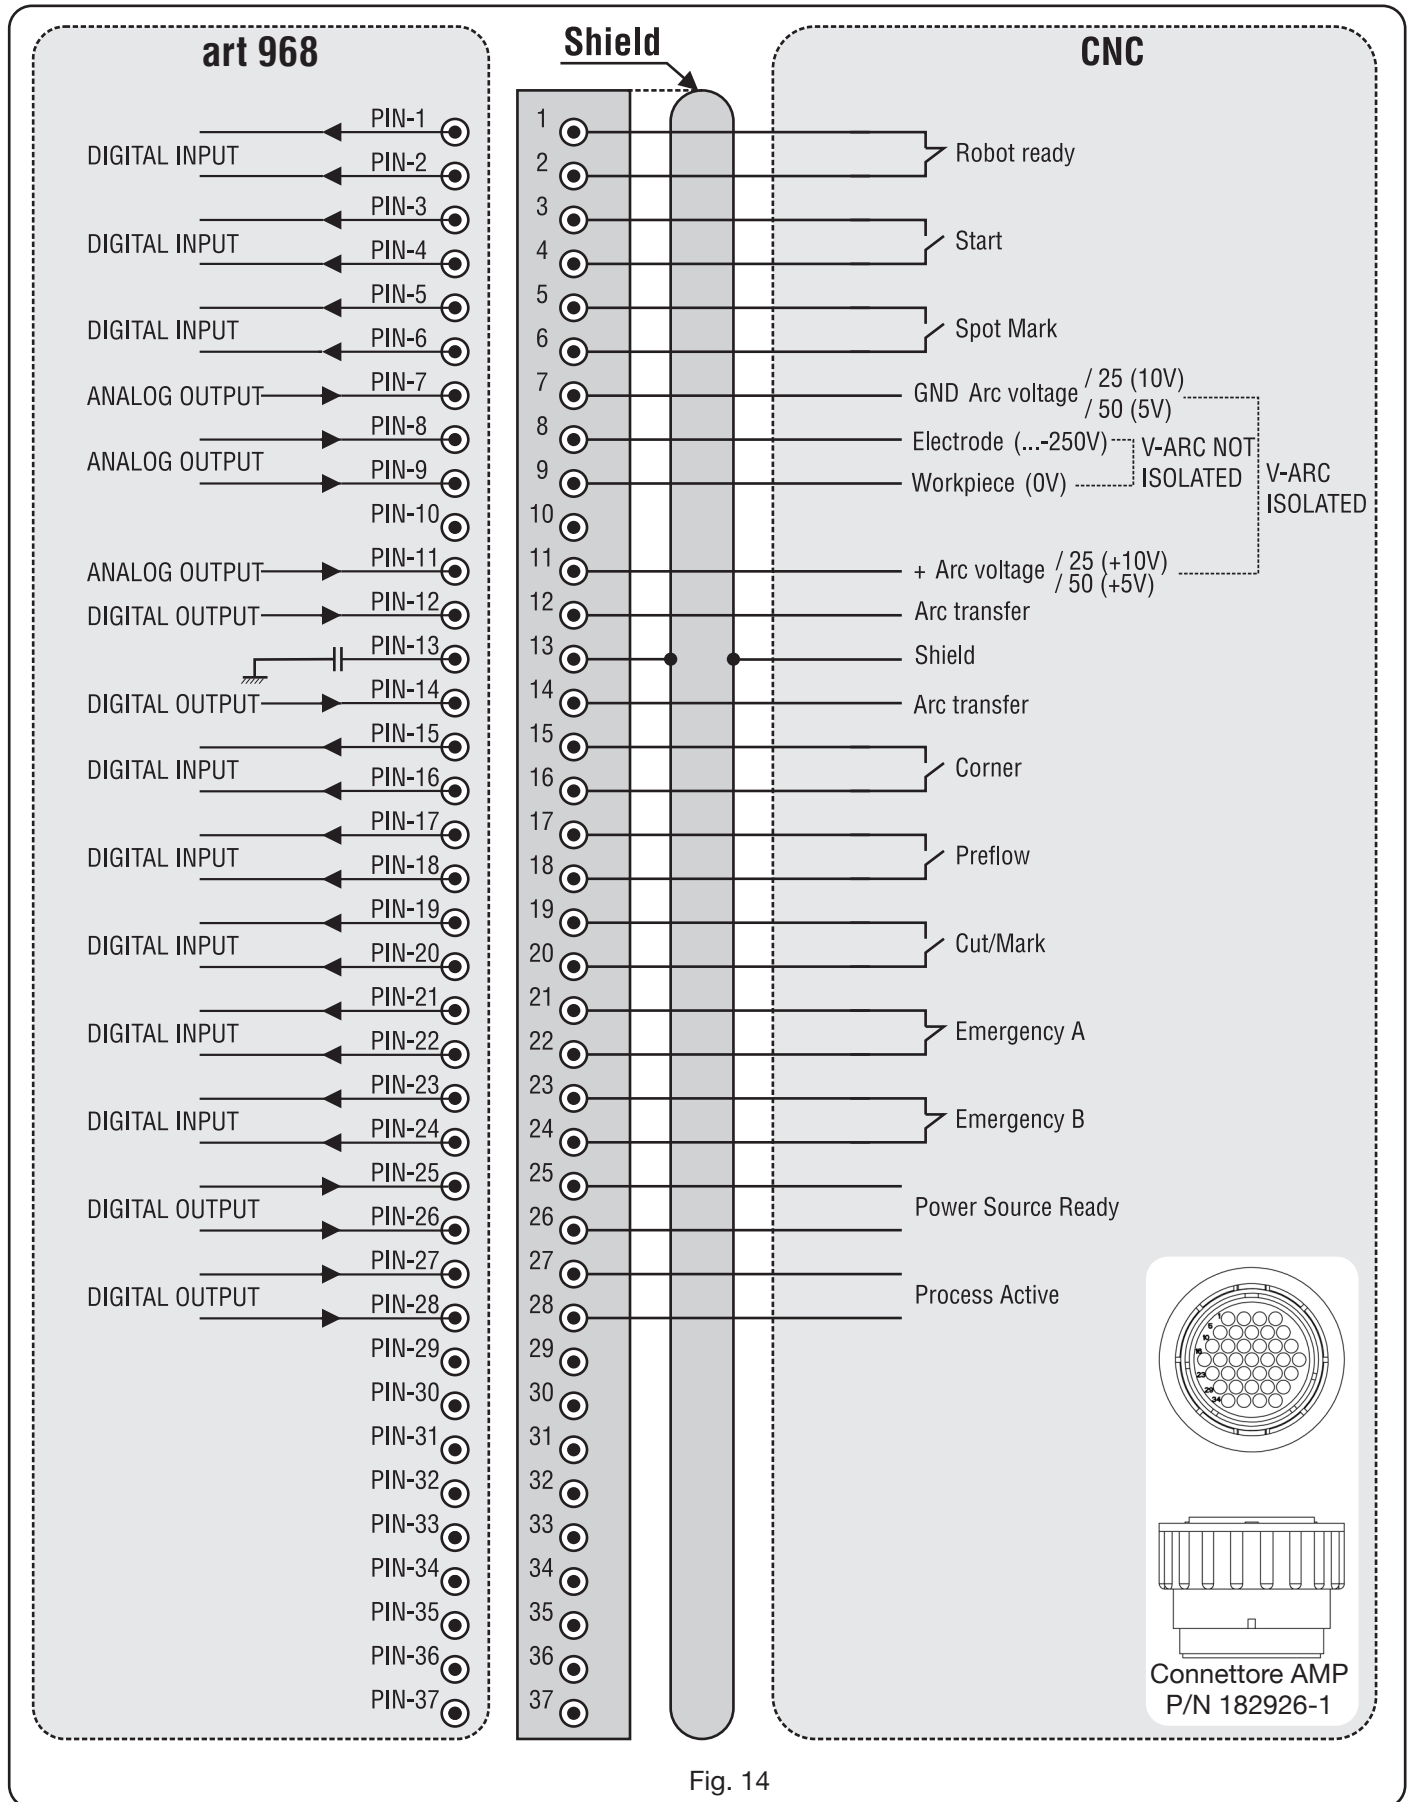 art 968
Shield
CNC
PIN-1
DIGITAL INPUT
PIN-2
PIN-3
DIGITAL INPUT
PIN-4
PIN-5
DIGITAL INPUT
PIN-6
PIN-7
ANALOG OUTPUT
PIN-8
ANALOG OUTPUT
PIN-9
PIN-10
PIN-11
ANALOG OUTPUT
PIN-12
DIGITAL OUTPUT
PIN-13
PIN-14
DIGITAL OUTPUT
PIN-15
DIGITAL INPUT
PIN-16
PIN-17
DIGITAL INPUT
PIN-18
PIN-19
DIGITAL INPUT
PIN-20
PIN-21
DIGITAL INPUT
PIN-22
PIN-23
DIGITAL INPUT
PIN-24
PIN-25
DIGITAL OUTPUT
PIN-26
PIN-27
DIGITAL OUTPUT
PIN-28
PIN-29
PIN-30
PIN-31
PIN-32
PIN-33
PIN-34
PIN-35
PIN-36
PIN-37
1
2
3
4
5
6
7
8
9
10
11
12
13
14
15
16
17
18
19
20
21
22
23
24
25
26
27
28
29
30
31
32
33
34
35
36
37
Robot ready
Start
Spot Mark
GND Arc voltage / 25 (10V)
/ 50 (5V)
Electrode (...-250V)
Workpiece (0V)
V-ARC NOT
ISOLATED
V-ARC
ISOLATED
+ Arc voltage / 25 (+10V)
/ 50 (+5V)
Arc transfer
Shield
Arc transfer
Corner
Preflow
Cut/Mark
Emergency A
Emergency B
Power Source Ready
Process Active
1
5
10
16
23
29
34
Connettore AMP
P/N 182926-1
Fig. 14